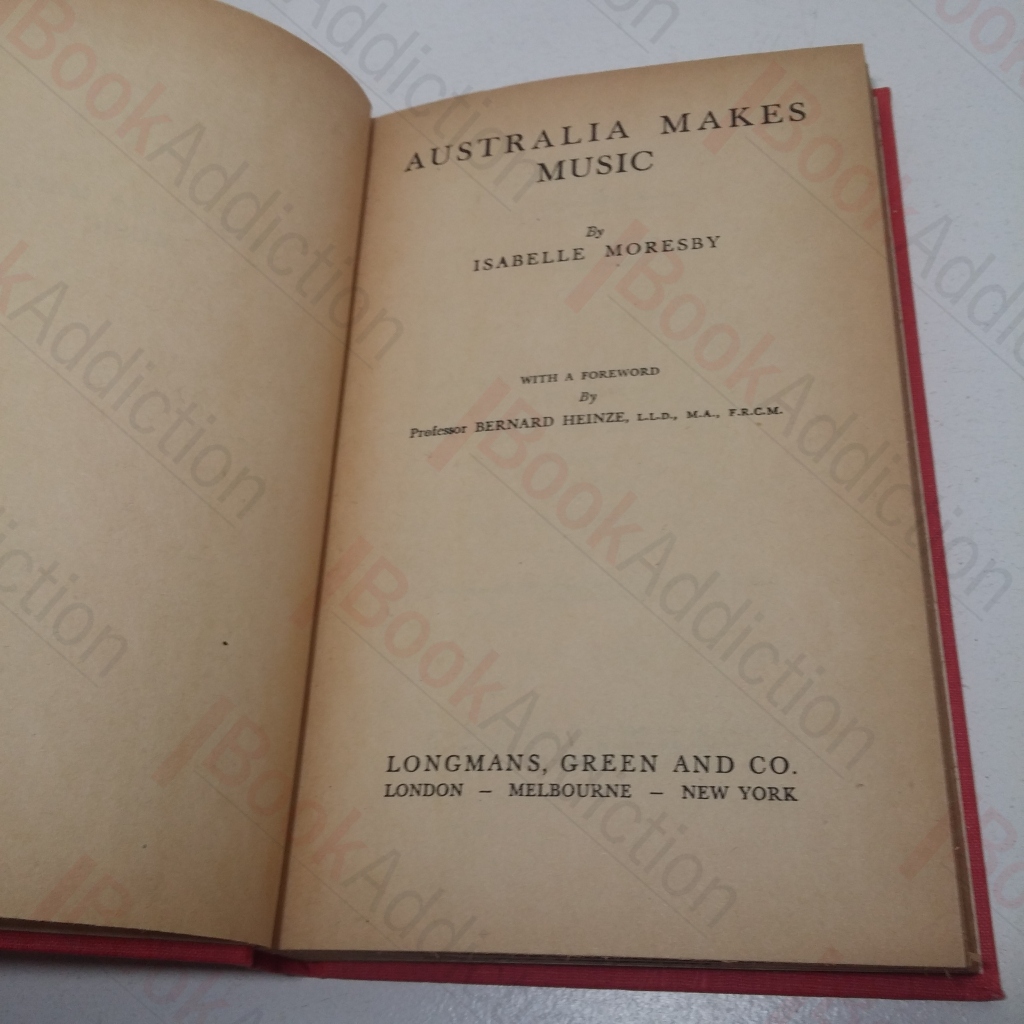 AUSTRALIA MAKES
MUSIC
By
ISABELLE MORESBY
WITH A FOREWORD
By
Professor BERNARD HEINZE, L.L.D., M.A., F.R.C.M.
LONGMANS, GREEN AND CO.
LONDON – MELBOURNE – NEW YORK
BookAddiction